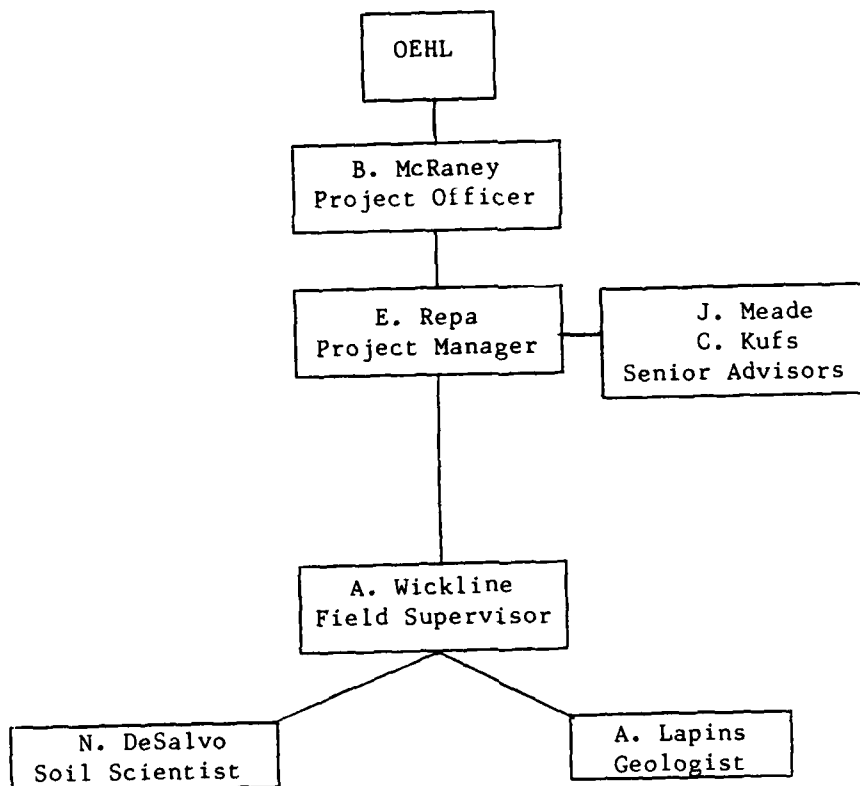 OEHL
B. McRaney
Project Officer
E. Repa
Project Manager
J. Meade
C. Kufs
Senior Advisors
A. Wickline
Field Supervisor
N. DeSalvo
Soil Scientist
A. Lapins
Geologist